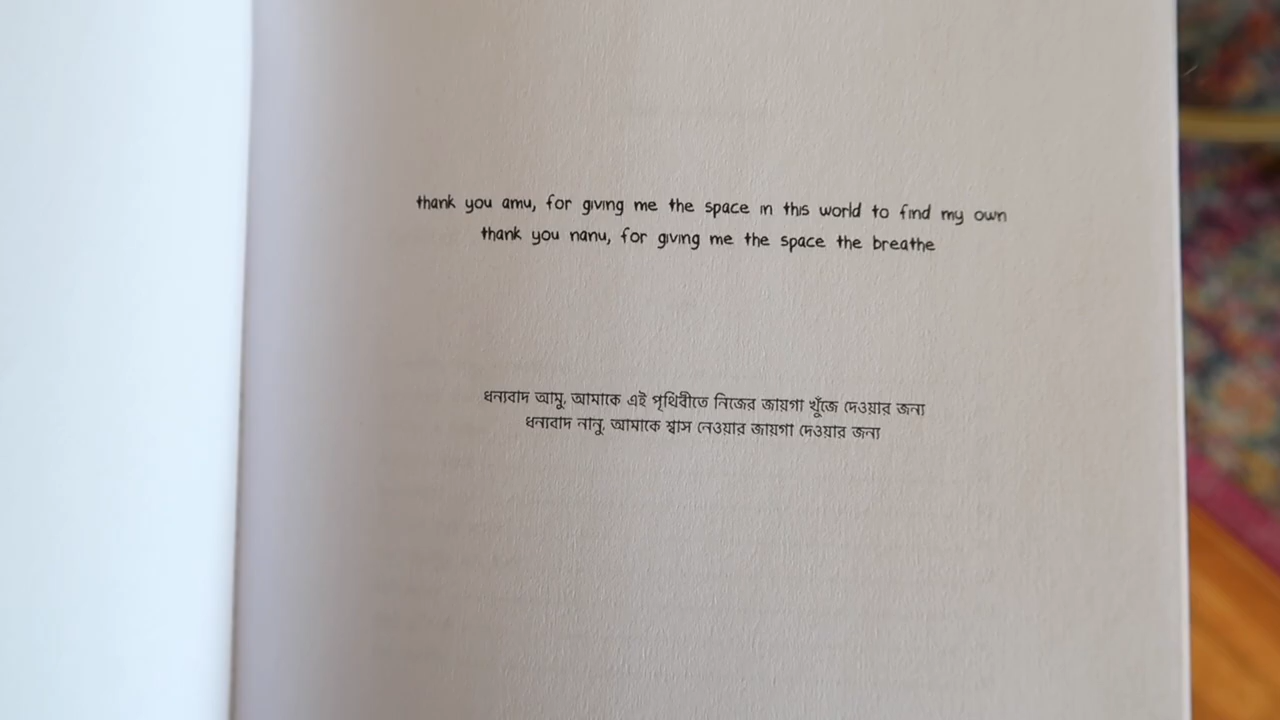 thank you amu, for giving me the space in this world to find my own
thank you nanu, for giving me the space the breathe
ধন্যবাদ আমু, আমাকে এই পৃথিবীতে নিজের জায়গা খুঁজে দেওয়ার জন্য
ধন্যবাদ নানু, আমাকে শ্বাস নেওয়ার জায়গা দেওয়ার জন্য